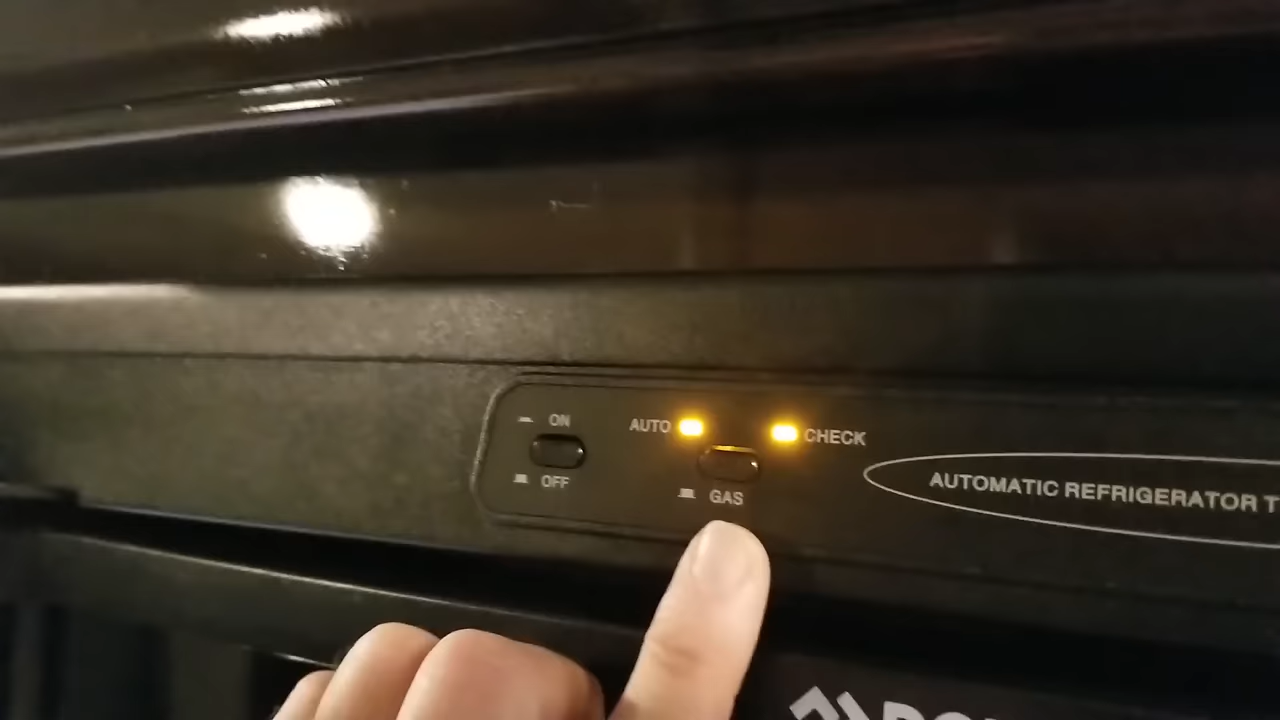 ON
OFF
AUTO
CHECK
GAS
AUTOMATIC REFRIGERATOR